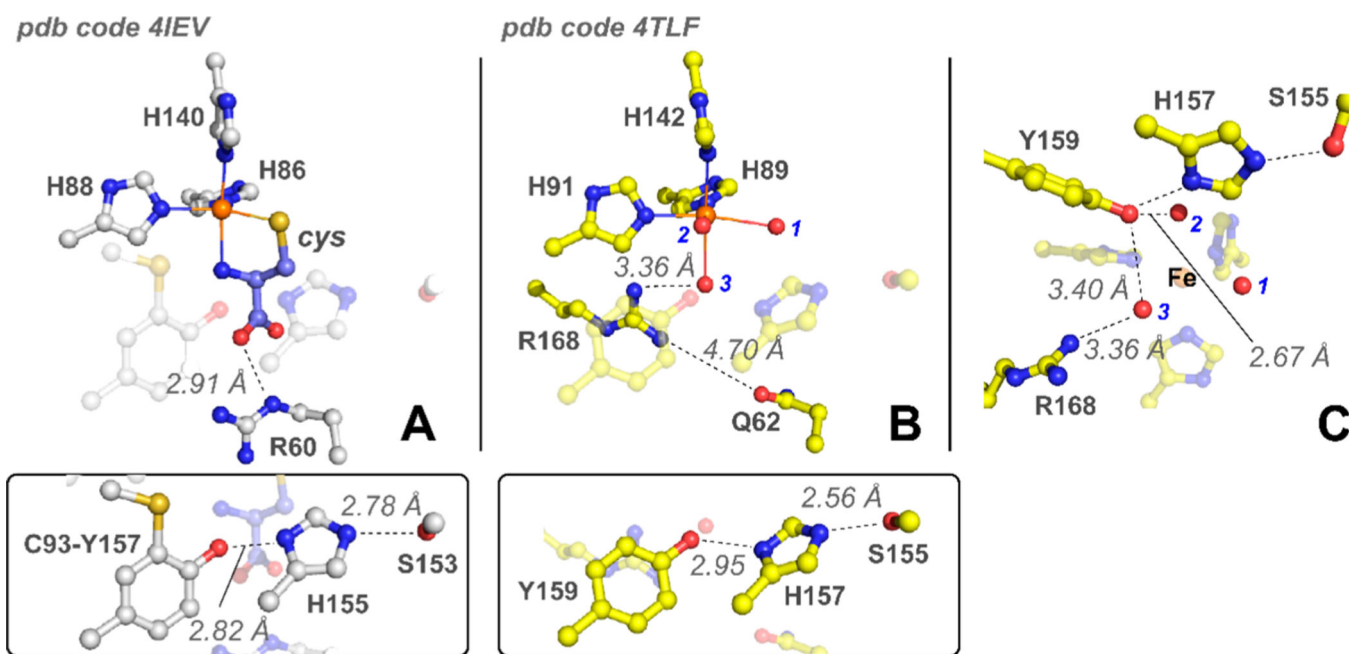 pdb code 4IEV
H140
H88
H86
cys
2.91 Å
R60
A
C93-Y157
2.78 Å
S153
H155
2.82 Å
pdb code 4TLF
H142
H91
H89
2
1
3.36 Å
3
R168
4.70 Å
Q62
B
2.56 Å
S155
2.95
Y159
H157
H157
S155
Y159
2
Fe
1
3.40 Å
3
3.36 Å
2.67 Å
R168
C